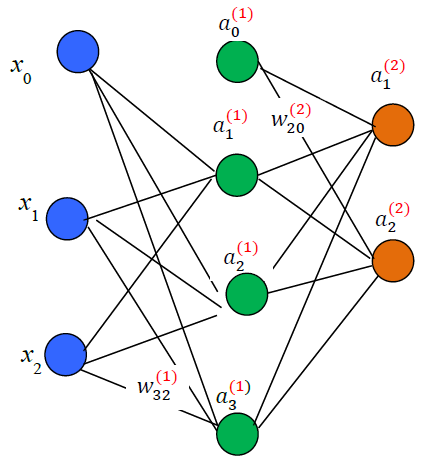 x₀
a₀⁽¹⁾
a₁⁽²⁾
w₂₀⁽²⁾
a₁⁽¹⁾
x₁
a₂⁽²⁾
a₂⁽¹⁾
x₂
w₃₂⁽¹⁾
a₃⁽¹⁾